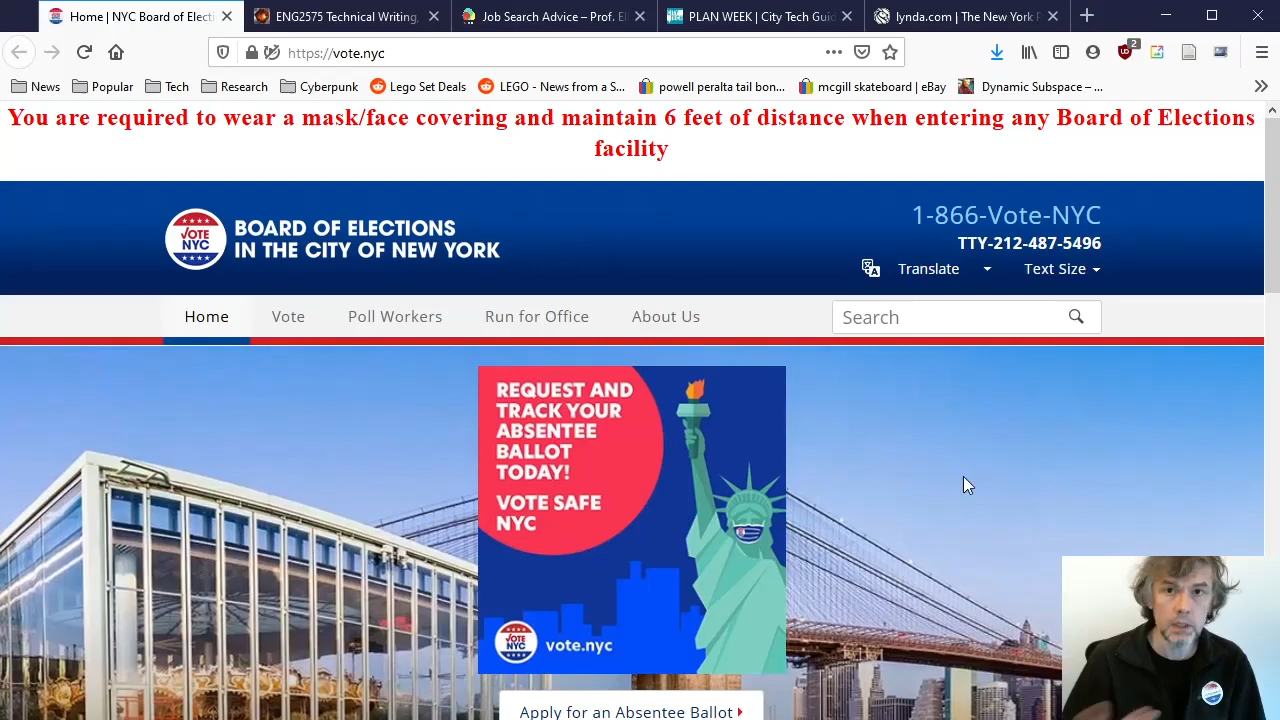 Home | NYC Board of Electi
ENG2575 Technical Writing,
Job Search Advice – Prof. El
PLAN WEEK | City Tech Guid
lynda.com | The New York P
https://vote.nyc
2
News
Popular
Tech
Research
Cyberpunk
Lego Set Deals
LEGO - News from a S...
powell peralta tail bon...
mcgill skateboard | eBay
Dynamic Subspace – ...
You are required to wear a mask/face covering and maintain 6 feet of distance when entering any Board of Elections
facility
VOTE
NYC
BOARD OF ELECTIONS
IN THE CITY OF NEW YORK
1-866-Vote-NYC
TTY-212-487-5496
Translate
Text Size
Home
Vote
Poll Workers
Run for Office
About Us
Search
REQUEST AND
TRACK YOUR
ABSENTEE
BALLOT
TODAY!
VOTE SAFE
NYC
VOTE
NYC
vote.nyc
Apply for an Absentee Ballot